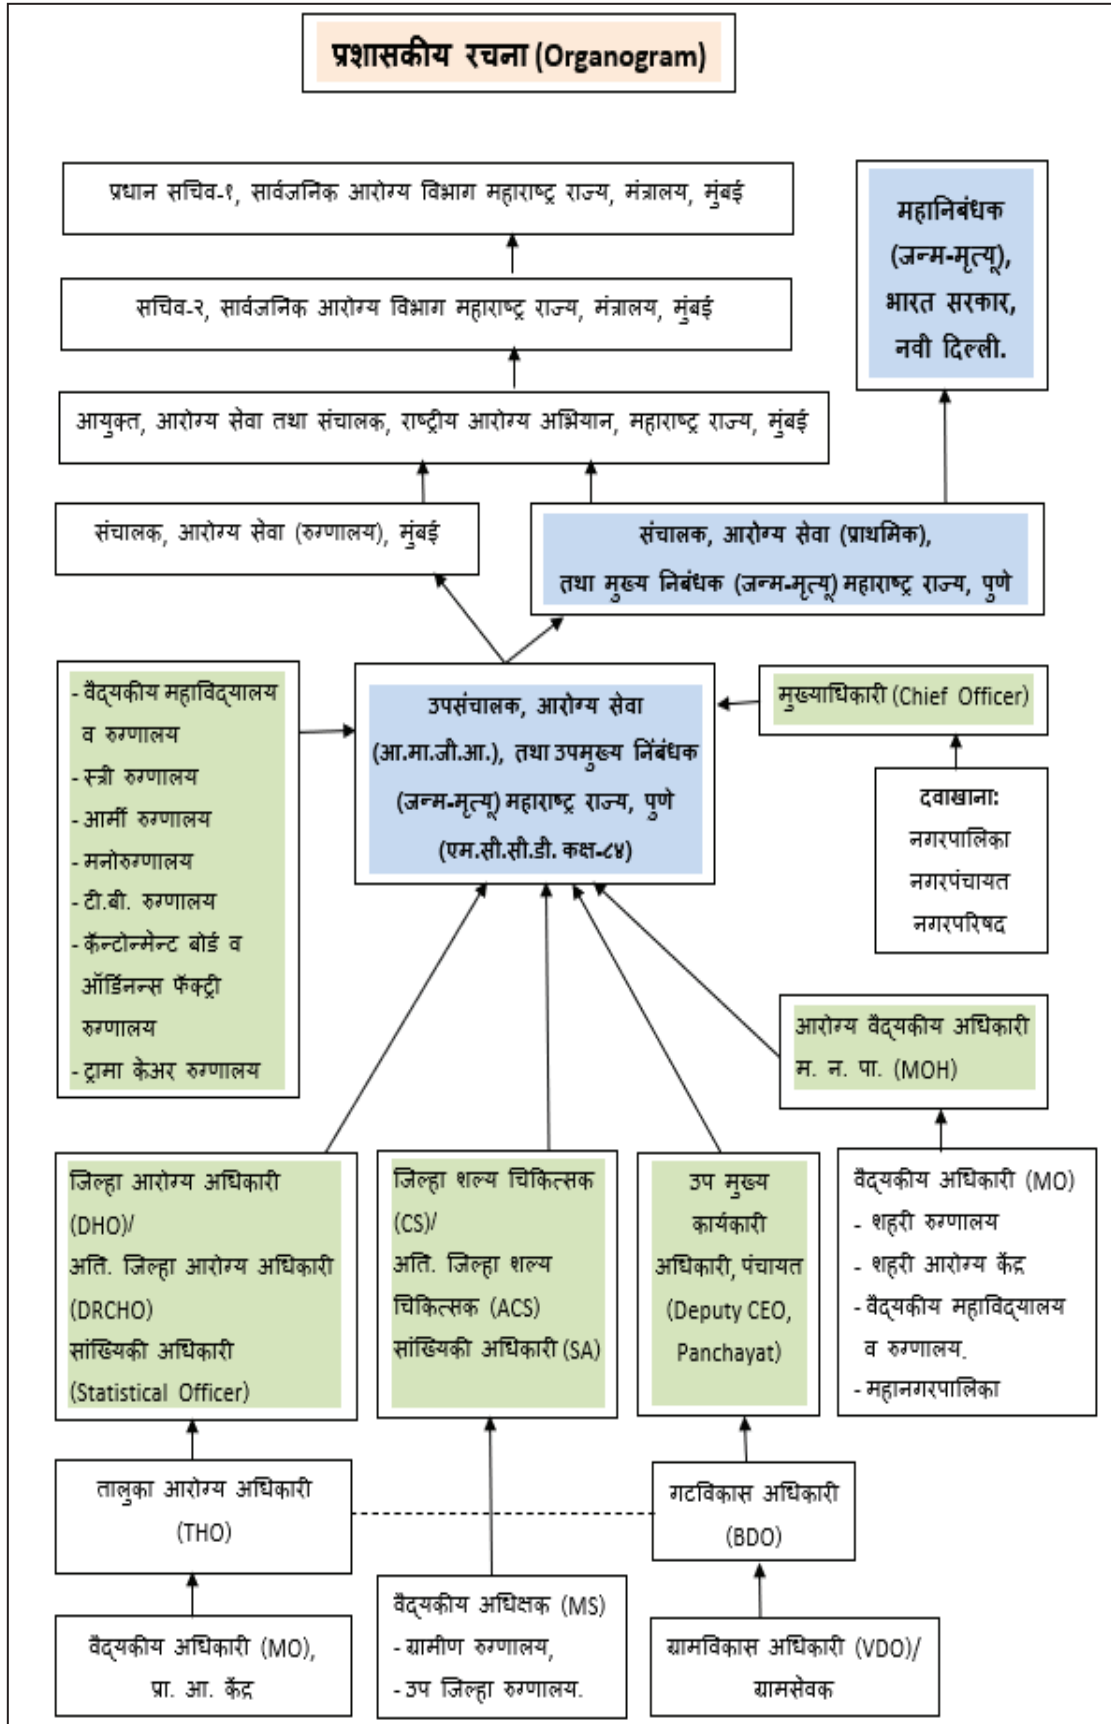 प्रशासकीय रचना (Organogram)
प्रधान सचिव-१, सार्वजनिक आरोग्य विभाग महाराष्ट्र राज्य, मंत्रालय, मुंबई
महानिबंधक
(जन्म-मृत्यू),
भारत सरकार,
नवी दिल्ली.
सचिव-२, सार्वजनिक आरोग्य विभाग महाराष्ट्र राज्य, मंत्रालय, मुंबई
आयुक्त, आरोग्य सेवा तथा संचालक, राष्ट्रीय आरोग्य अभियान, महाराष्ट्र राज्य, मुंबई
संचालक, आरोग्य सेवा (रुग्णालय), मुंबई
संचालक, आरोग्य सेवा (प्राथमिक),
तथा मुख्य निबंधक (जन्म-मृत्यू) महाराष्ट्र राज्य, पुणे
- वैद्यकीय महाविद्यालय
व रुग्णालय
- स्त्री रुग्णालय
- आर्मी रुग्णालय
- मनोरुग्णालय
- टी.बी. रुग्णालय
- कॅन्टोन्मेन्ट बोर्ड व
ऑर्डिनन्स फॅक्ट्री
रुग्णालय
- ट्रामा केअर रुग्णालय
उपसंचालक, आरोग्य सेवा
(आ.मा.जी.आ.), तथा उपमुख्य निंबंधक
(जन्म-मृत्यू) महाराष्ट्र राज्य, पुणे
(एम.सी.सी.डी. कक्ष-८४)
मुख्याधिकारी (Chief Officer)
दवाखाना:
नगरपालिका
नगरपंचायत
नगरपरिषद
आरोग्य वैद्यकीय अधिकारी
म. न. पा. (MOH)
जिल्हा आरोग्य अधिकारी
(DHO)/
अति. जिल्हा आरोग्य अधिकारी
(DRCHO)
सांख्यिकी अधिकारी
(Statistical Officer)
जिल्हा शल्य चिकित्सक
(CS)/
अति. जिल्हा शल्य
चिकित्सक (ACS)
सांख्यिकी अधिकारी (SA)
उप मुख्य
कार्यकारी
अधिकारी, पंचायत
(Deputy CEO,
Panchayat)
वैद्यकीय अधिकारी (MO)
- शहरी रुग्णालय
- शहरी आरोग्य केंद्र
- वैद्यकीय महाविद्यालय
व रुग्णालय.
- महानगरपालिका
तालुका आरोग्य अधिकारी
(THO)
गटविकास अधिकारी
(BDO)
वैद्यकीय अधिकारी (MO),
प्रा. आ. केंद्र
वैद्यकीय अधिक्षक (MS)
- ग्रामीण रुग्णालय,
- उप जिल्हा रुग्णालय.
ग्रामविकास अधिकारी (VDO)/
ग्रामसेवक